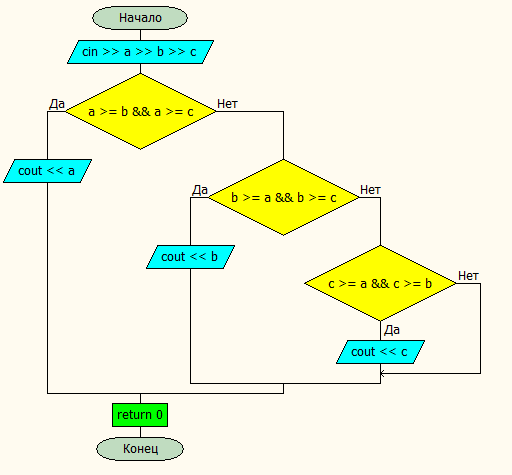 Начало
cin >> a >> b >> c
a >= b && a >= c
Да
Нет
cout << a
b >= a && b >= c
Да
Нет
cout << b
c >= a && c >= b
Нет
Да
cout << c
return 0
Конец